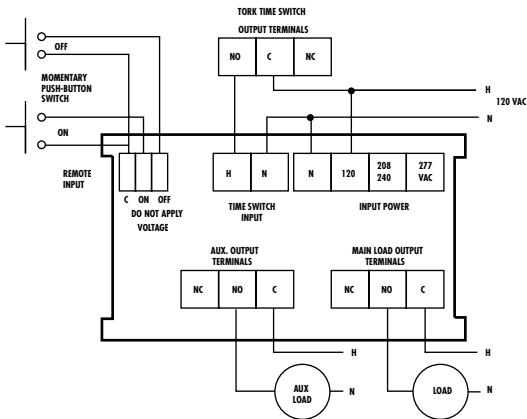 TORK TIME SWITCH
OUTPUT TERMINALS
NO C NC
OFF
MOMENTARY
PUSH-BUTTON
SWITCH
ON
H
120 VAC
N
REMOTE
INPUT
C ON OFF
DO NOT APPLY
VOLTAGE
H N
TIME SWITCH
INPUT
N 120 208 277
240 VAC
INPUT POWER
AUX. OUTPUT
TERMINALS
NC NO C
MAIN LOAD OUTPUT
TERMINALS
NC NO C
H
AUX
LOAD
N
H
LOAD
N